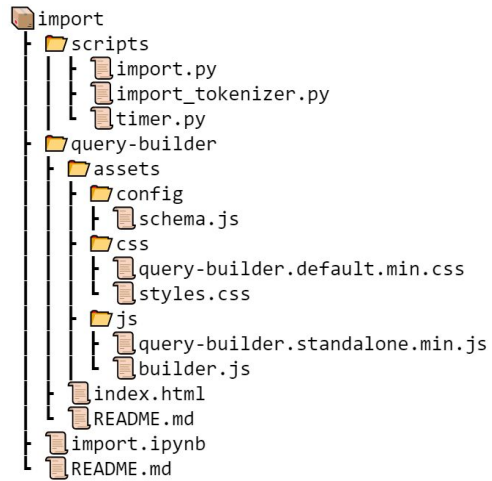 import
scripts
import.py
import_tokenizer.py
timer.py
query-builder
assets
config
schema.js
css
query-builder.default.min.css
styles.css
js
query-builder.standalone.min.js
builder.js
index.html
README.md
import.ipynb
README.md